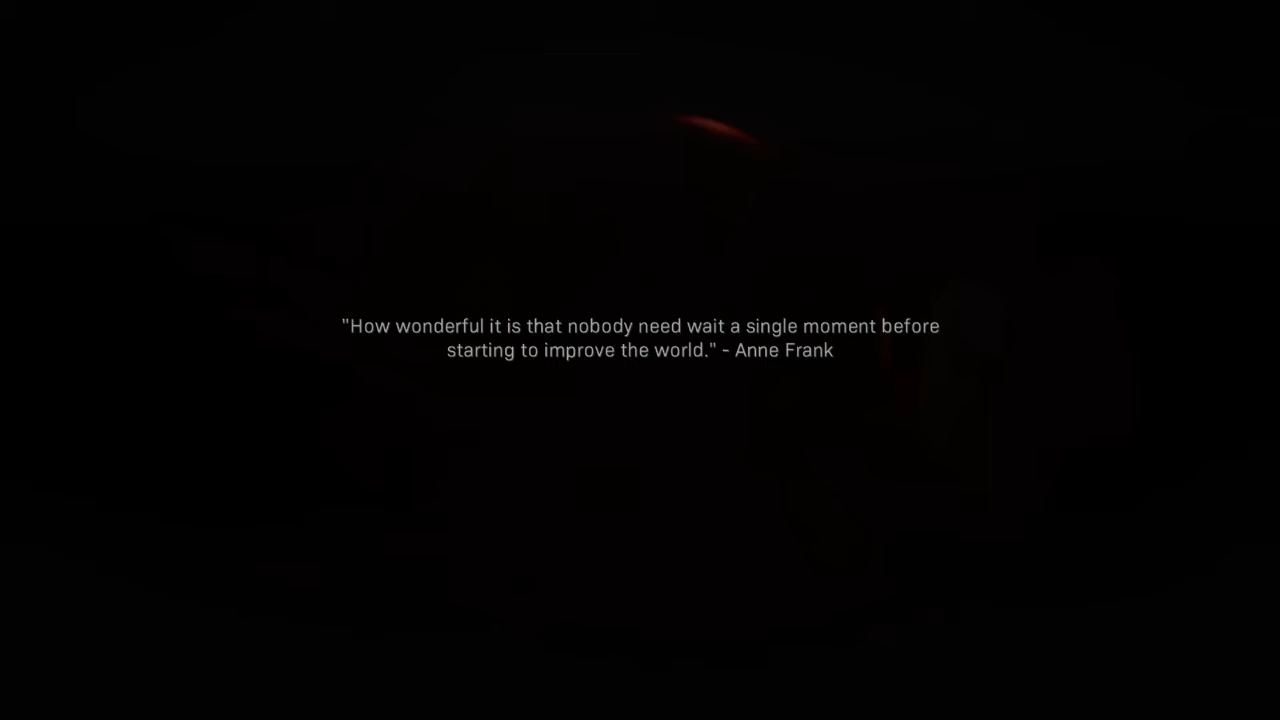 "How wonderful it is that nobody need wait a single moment before
starting to improve the world." - Anne Frank